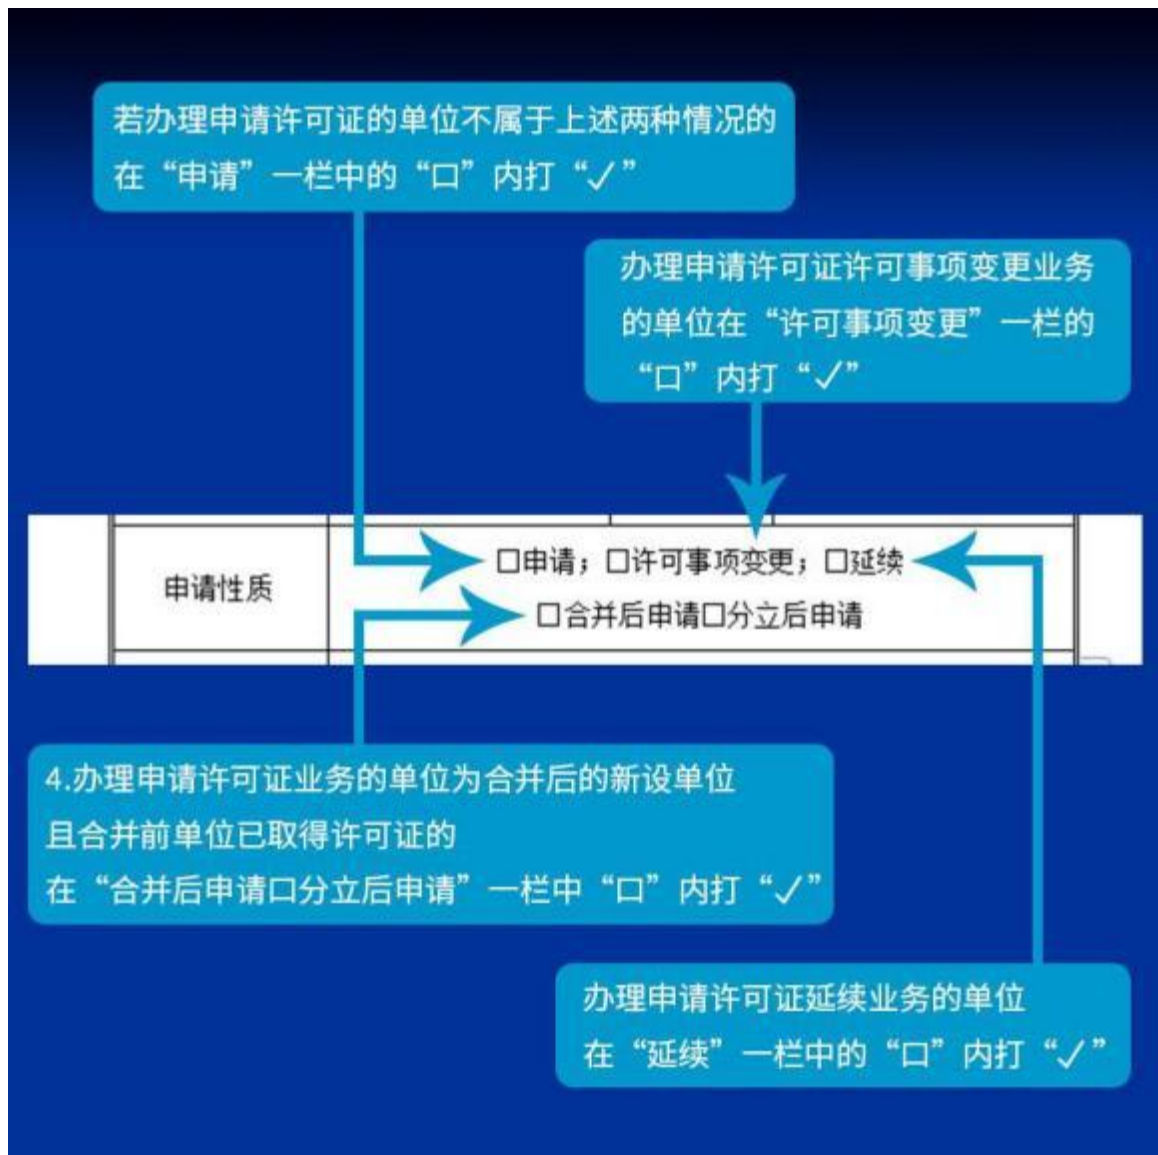 若办理申请许可证的单位不属于上述两种情况的
在“申请”一栏中的“口”内打“✓”
办理申请许可证许可事项变更业务
的单位在“许可事项变更”一栏的
“口”内打“✓”
申请性质
口申请；口许可事项变更；口延续
口合并后申请口分立后申请
4.办理申请许可证业务的单位为合并后的新设单位
且合并前单位已取得许可证的
在“合并后申请口分立后申请”一栏中“口”内打“✓”
办理申请许可证延续业务的单位
在“延续”一栏中的“口”内打“✓”